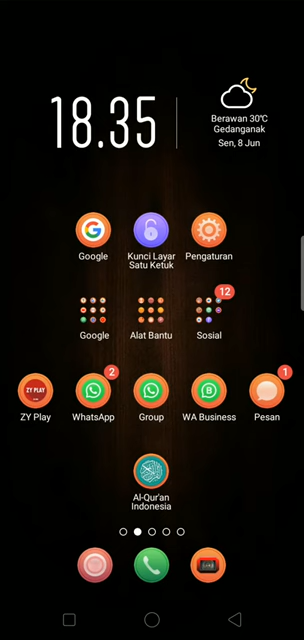 18.35
Berawan 30°C
Gedanganak
Sen, 8 Jun
Google
Kunci Layar
Satu Ketuk
Pengaturan
12
Google
Alat Bantu
Sosial
2
1
ZY PLAY
B
ZY Play
WhatsApp
Group
WA Business
Pesan
Al-Qur'an
Indonesia